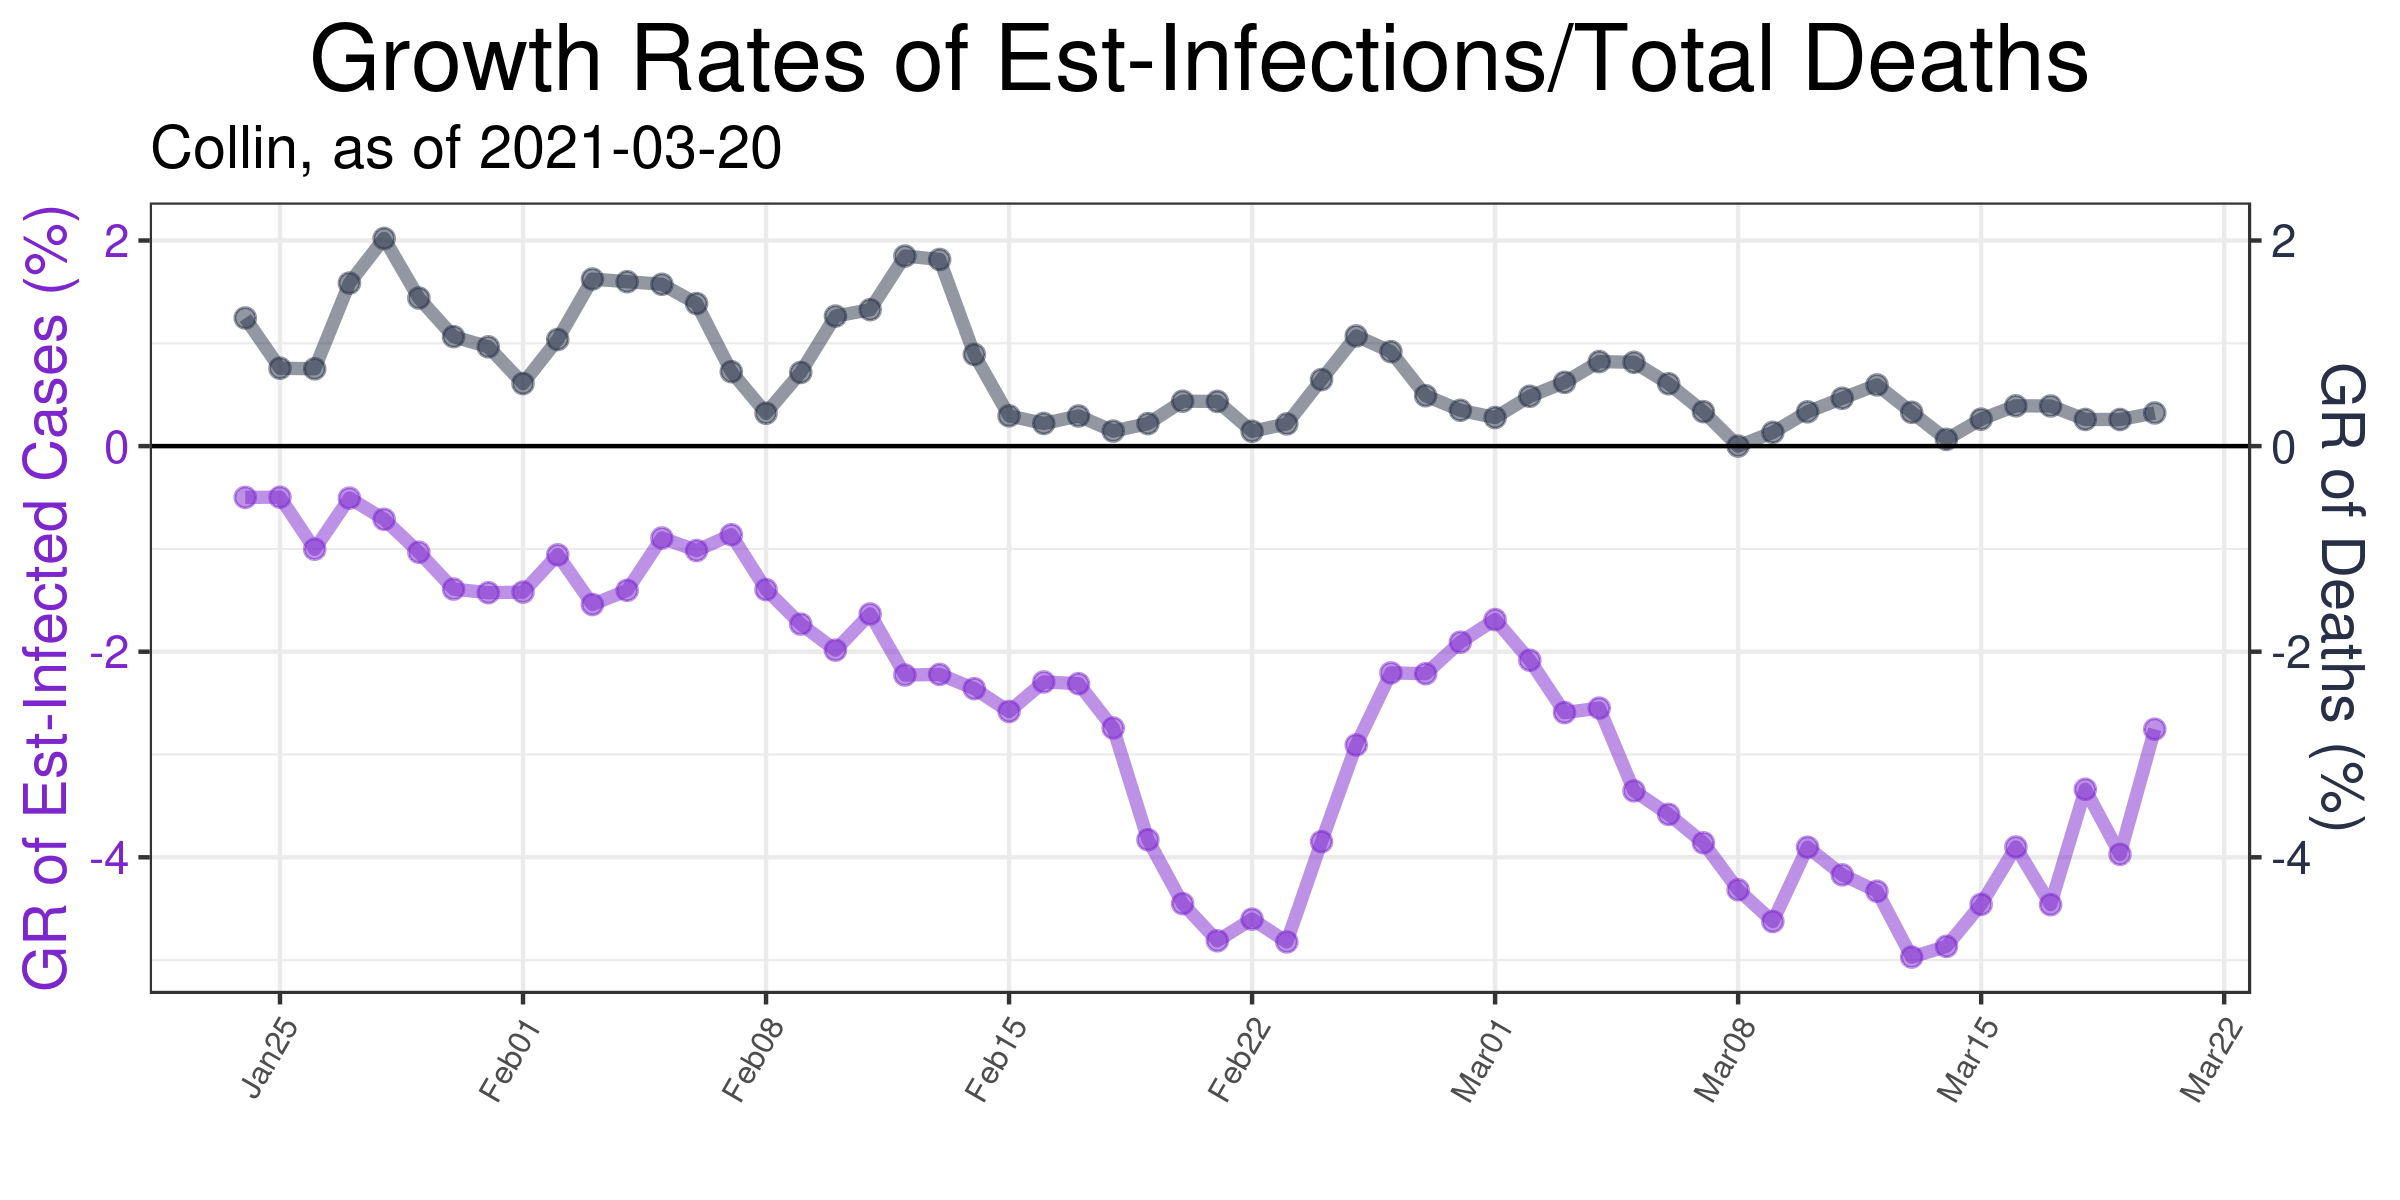 Growth Rates of Est-Infections/Total Deaths
Collin, as of 2021-03-20
GR of Est-Infected Cases (%)
2
0
-2
-4
2
0
-2
-4
GR of Deaths (%)
Jan25
Feb01
Feb08
Feb15
Feb22
Mar01
Mar08
Mar15
Mar22